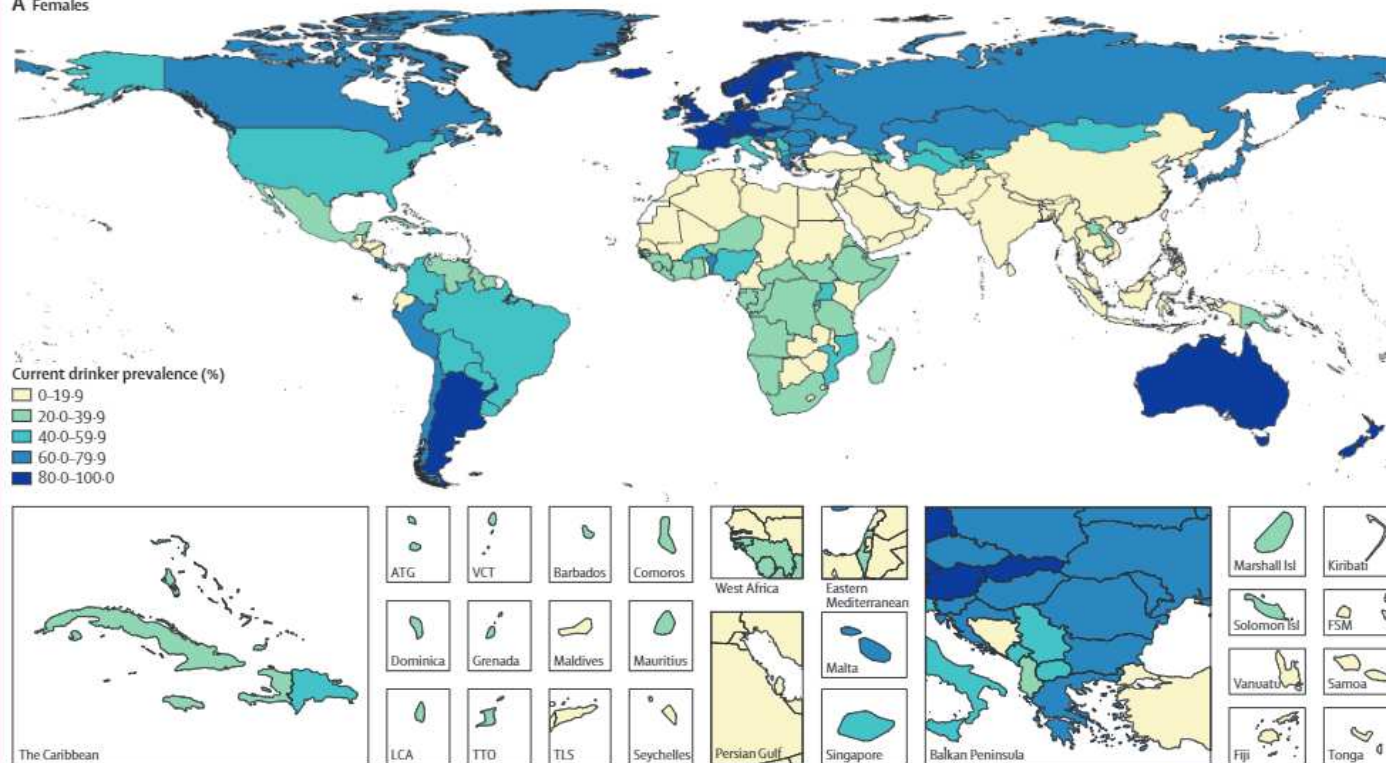 A Females
Current drinker prevalence (%)
0–19·9
20·0–39·9
40·0–59·9
60·0–79·9
80·0–100·0
The Caribbean
ATG
VCT
Barbados
Comoros
Dominica
Grenada
Maldives
Mauritius
LCA
TTO
TLS
Seychelles
West Africa
Eastern
Mediterranean
Persian Gulf
Malta
Singapore
Balkan Peninsula
Marshall Isl
Kiribati
Solomon Isl
FSM
Vanuatu
Samoa
Fiji
Tonga